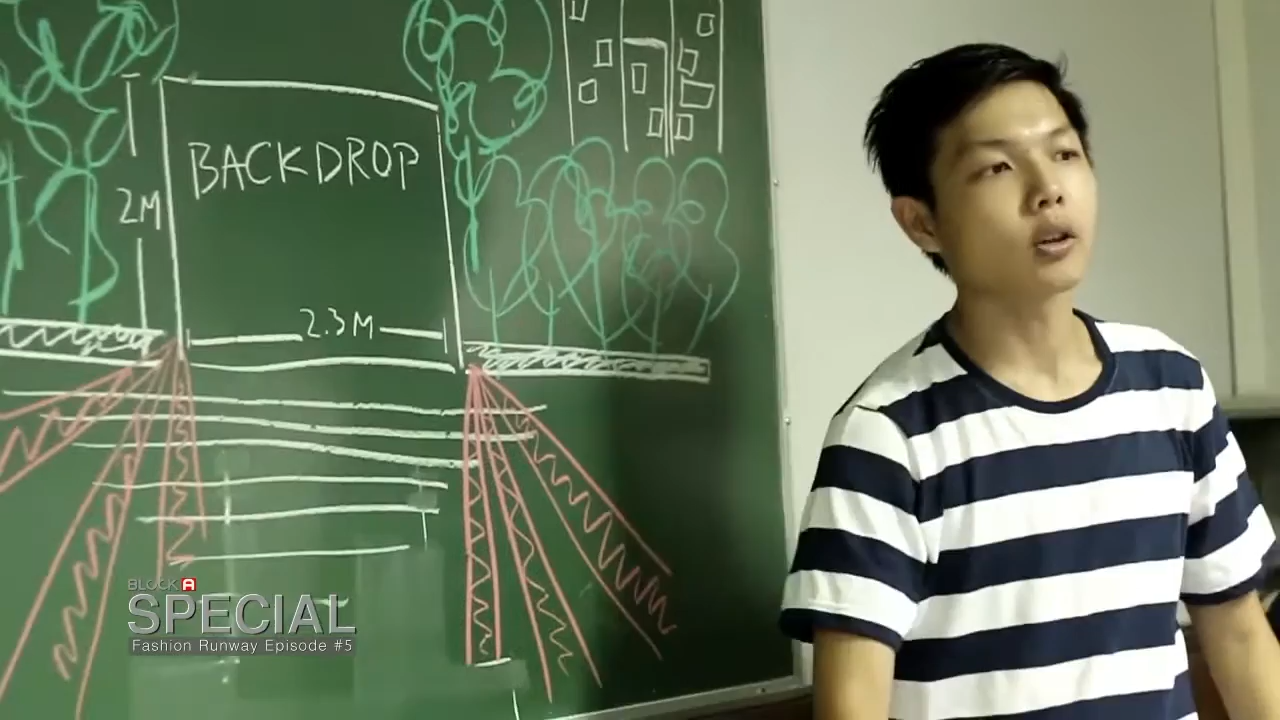 BACKDROP
2M
2.3M
BLOCK A
SPECIAL
Fashion Runway Episode #5